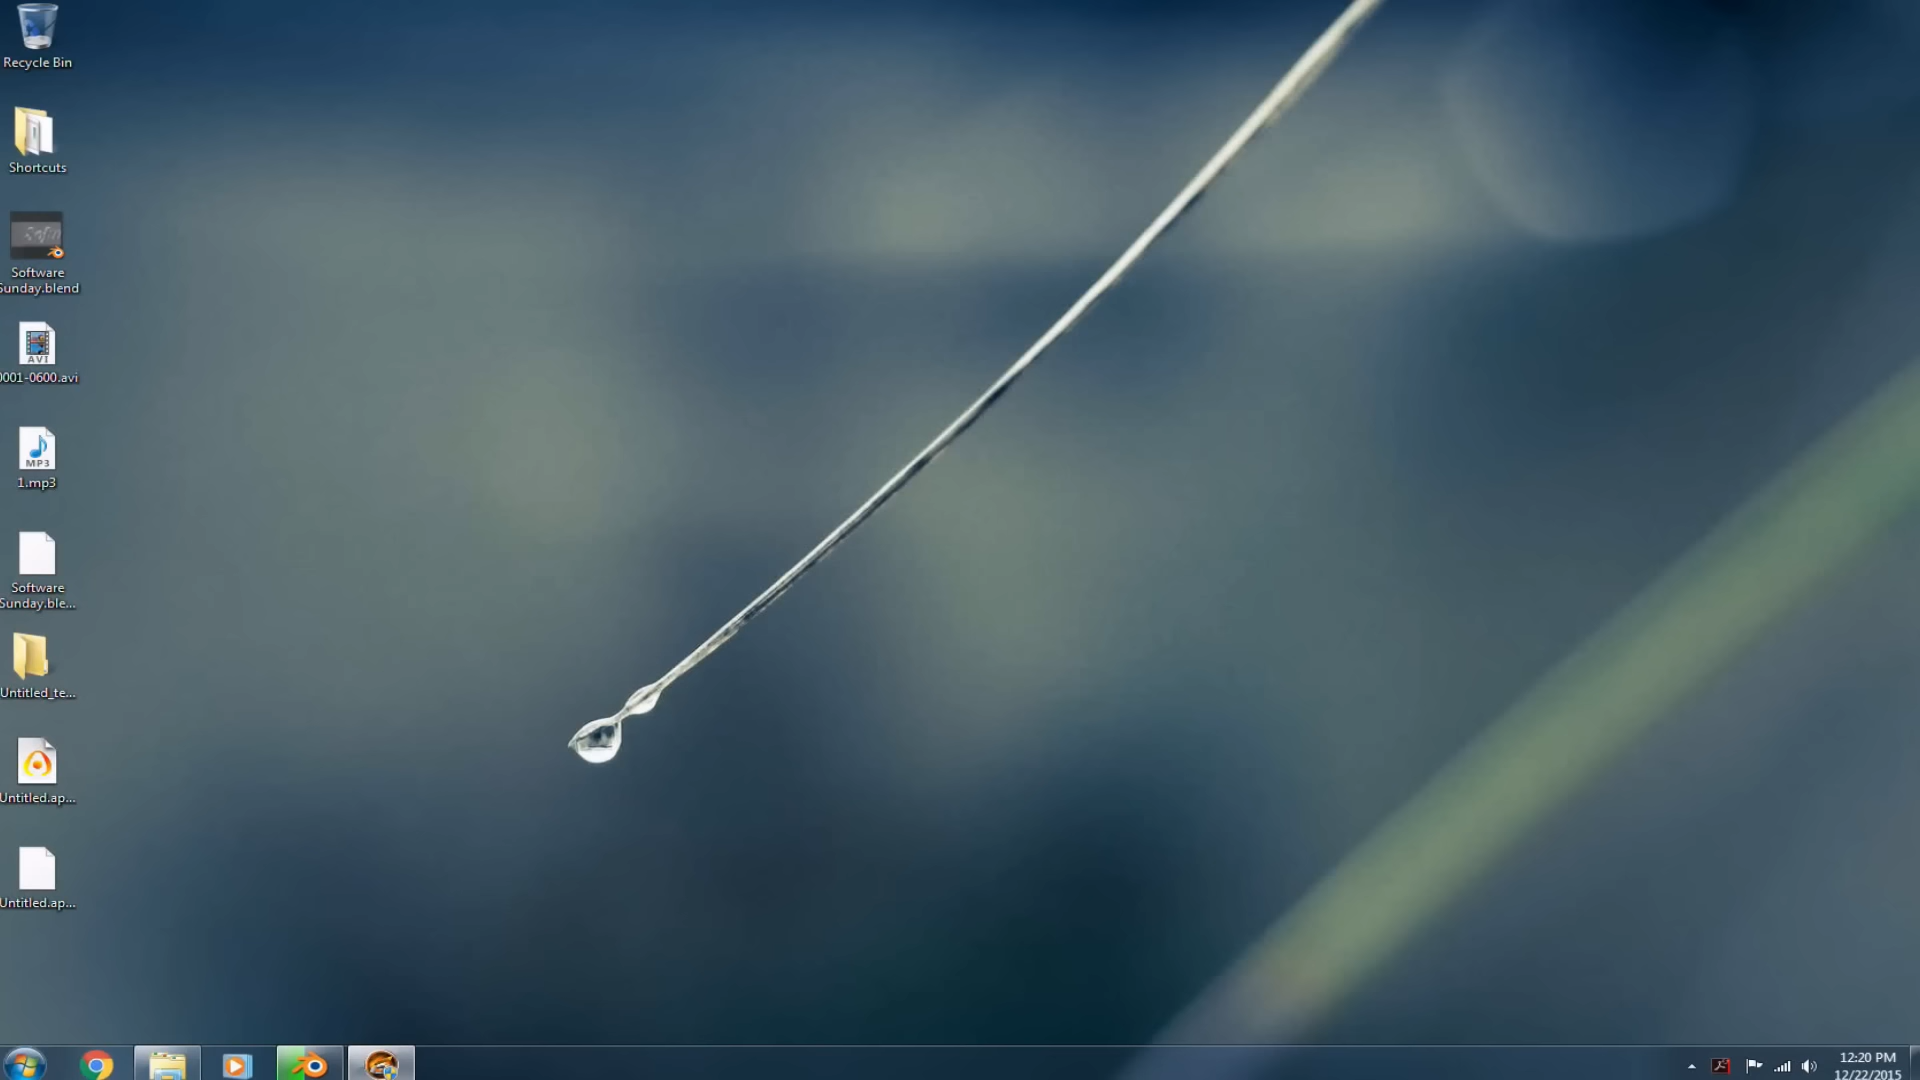 Recycle Bin
Shortcuts
Software
Sunday.blend
AVI
0001-0600.avi
MP3
1.mp3
Software
Sunday.ble...
Untitled_te...
Untitled.ap...
Untitled.ap...
12:20 PM
12/22/2015